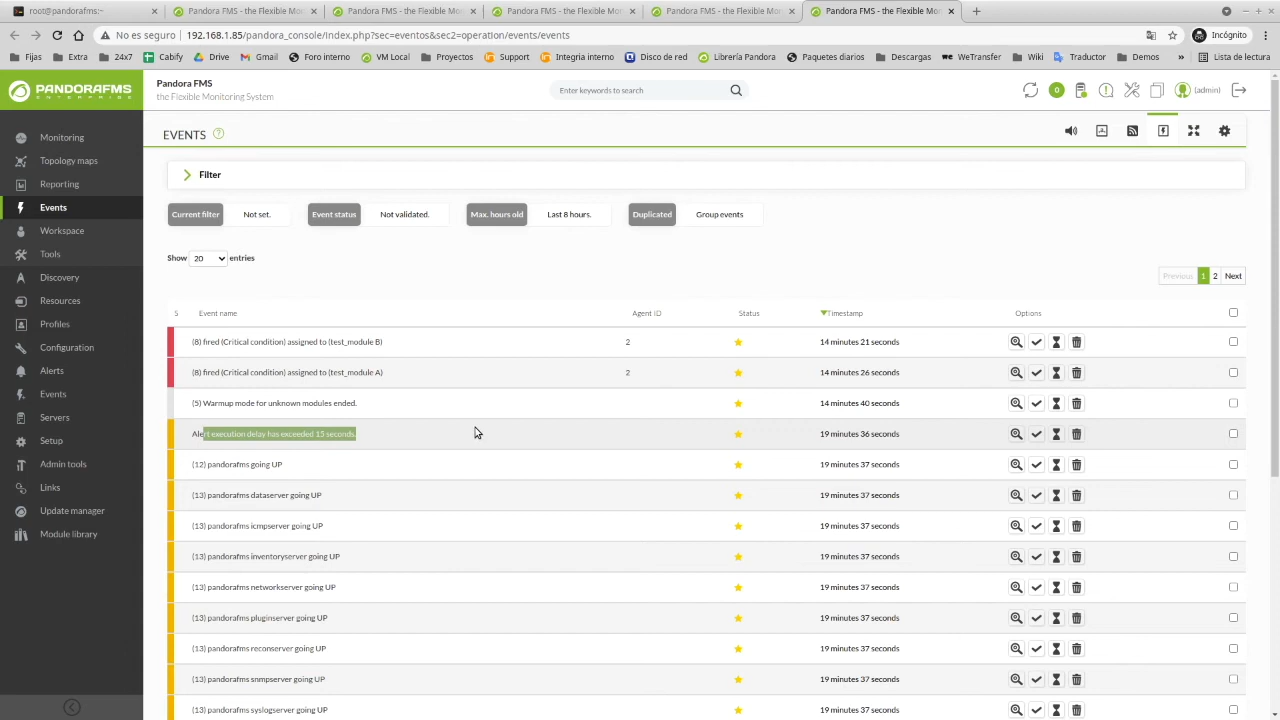 root@pandorafms:~
Pandora FMS - the Flexible Mo
Pandora FMS - the Flexible Mo
Pandora FMS - the Flexible Mo
Pandora FMS - the Flexible Mo
Pandora FMS - the Flexible Mo
No es seguro | 192.168.1.85/pandora_console/index.php?sec=eventos&sec2=operation/events/events
Incógnito
Fijas
Extra
24x7
Cabify
Drive
Gmail
Foro interno
VM Local
Proyectos
Support
Integria interno
Duplicado de red
Librería Pandora
Paquetes diarios
Descargas
WeTransfer
Wiki
Traductor
Demos
»
Lista de lectura
PANDORAFMS
ENTERPRISE
Pandora FMS
the Flexible Monitoring System
Enter keywords to search
0
(admin)
Monitoring
Topology maps
Reporting
Events
Workspace
Tools
Discovery
Resources
Profiles
Configuration
Alerts
Events
Servers
Setup
Admin tools
Links
Update manager
Module library
EVENTS
Filter
Current filter Not set.
Event status Not validated.
Max. hours old Last 8 hours.
Duplicated Group events
Show 20 entries
Previous 1 2 Next
S Event name Agent ID Status Timestamp Options
(8) fired (Critical condition) assigned to (test_module B) 2 14 minutes 21 seconds
(8) fired (Critical condition) assigned to (test_module A) 2 14 minutes 26 seconds
(5) Warmup mode for unknown modules ended. 14 minutes 40 seconds
Alert execution delay has exceeded 15 seconds. 19 minutes 36 seconds
(12) pandorafms going UP 19 minutes 37 seconds
(13) pandorafms dataserver going UP 19 minutes 37 seconds
(13) pandorafms icmpserver going UP 19 minutes 37 seconds
(13) pandorafms inventoryserver going UP 19 minutes 37 seconds
(13) pandorafms networkserver going UP 19 minutes 37 seconds
(13) pandorafms pluginserver going UP 19 minutes 37 seconds
(13) pandorafms reconserver going UP 19 minutes 37 seconds
(13) pandorafms snmpserver going UP 19 minutes 37 seconds
(13) pandorafms syslogserver going UP 19 minutes 37 seconds